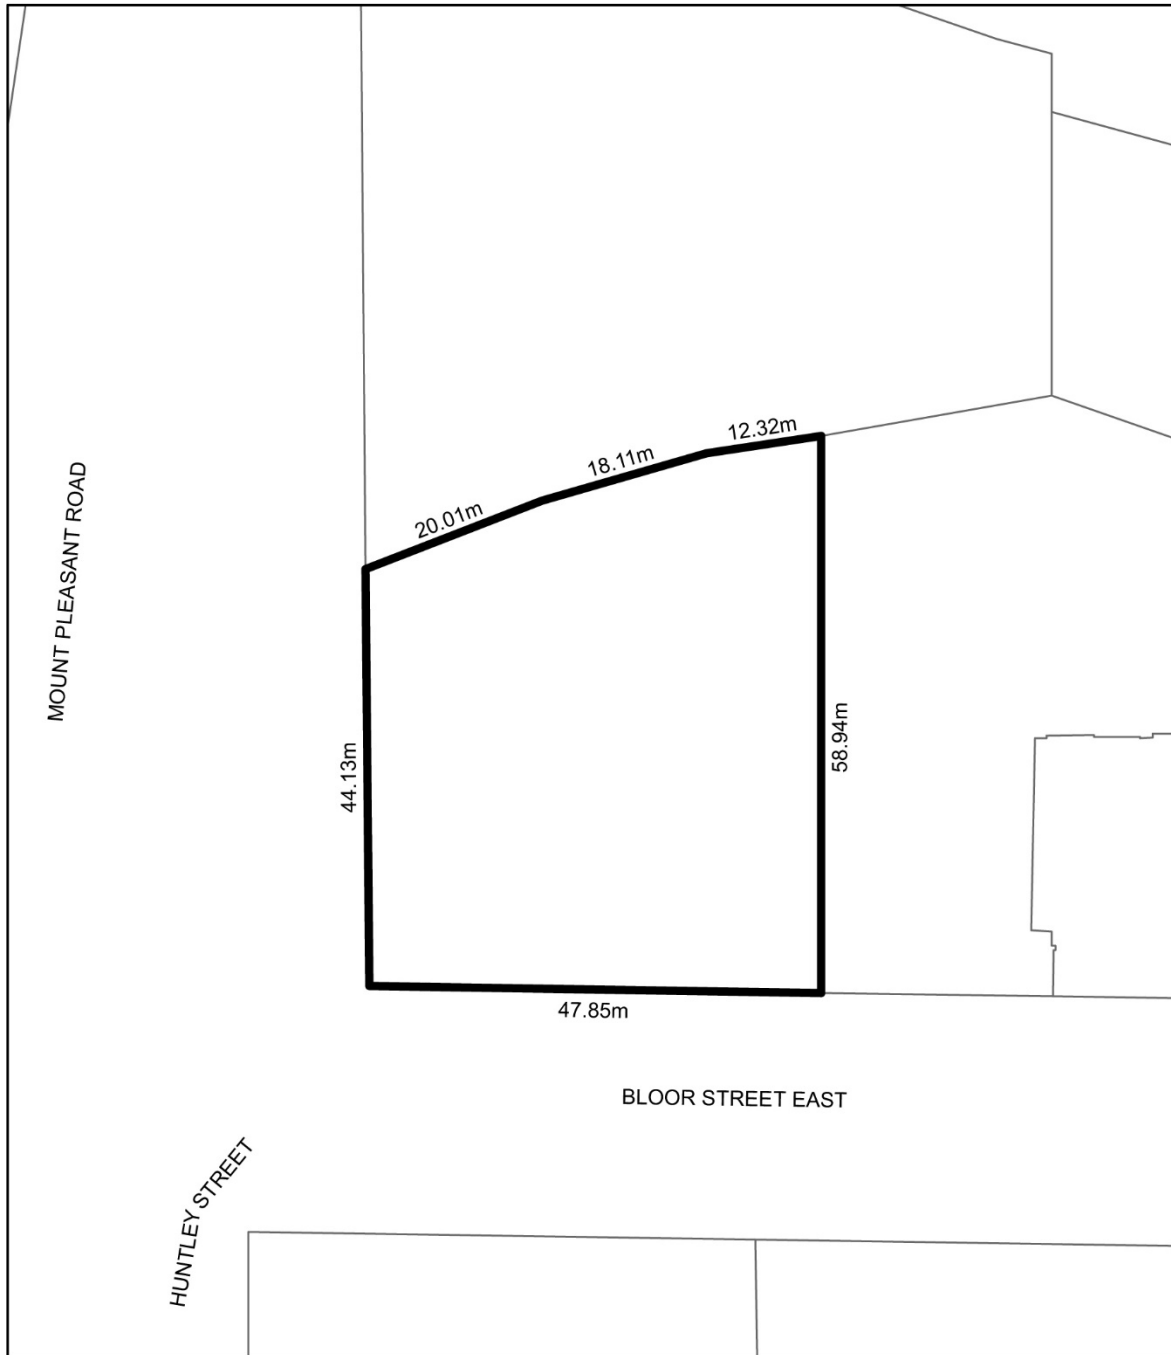 12.32m
18.11m
20.01m
MOUNT PLEASANT ROAD
44.13m
58.94m
47.85m
BLOOR STREET EAST
HUNTLEY STREET